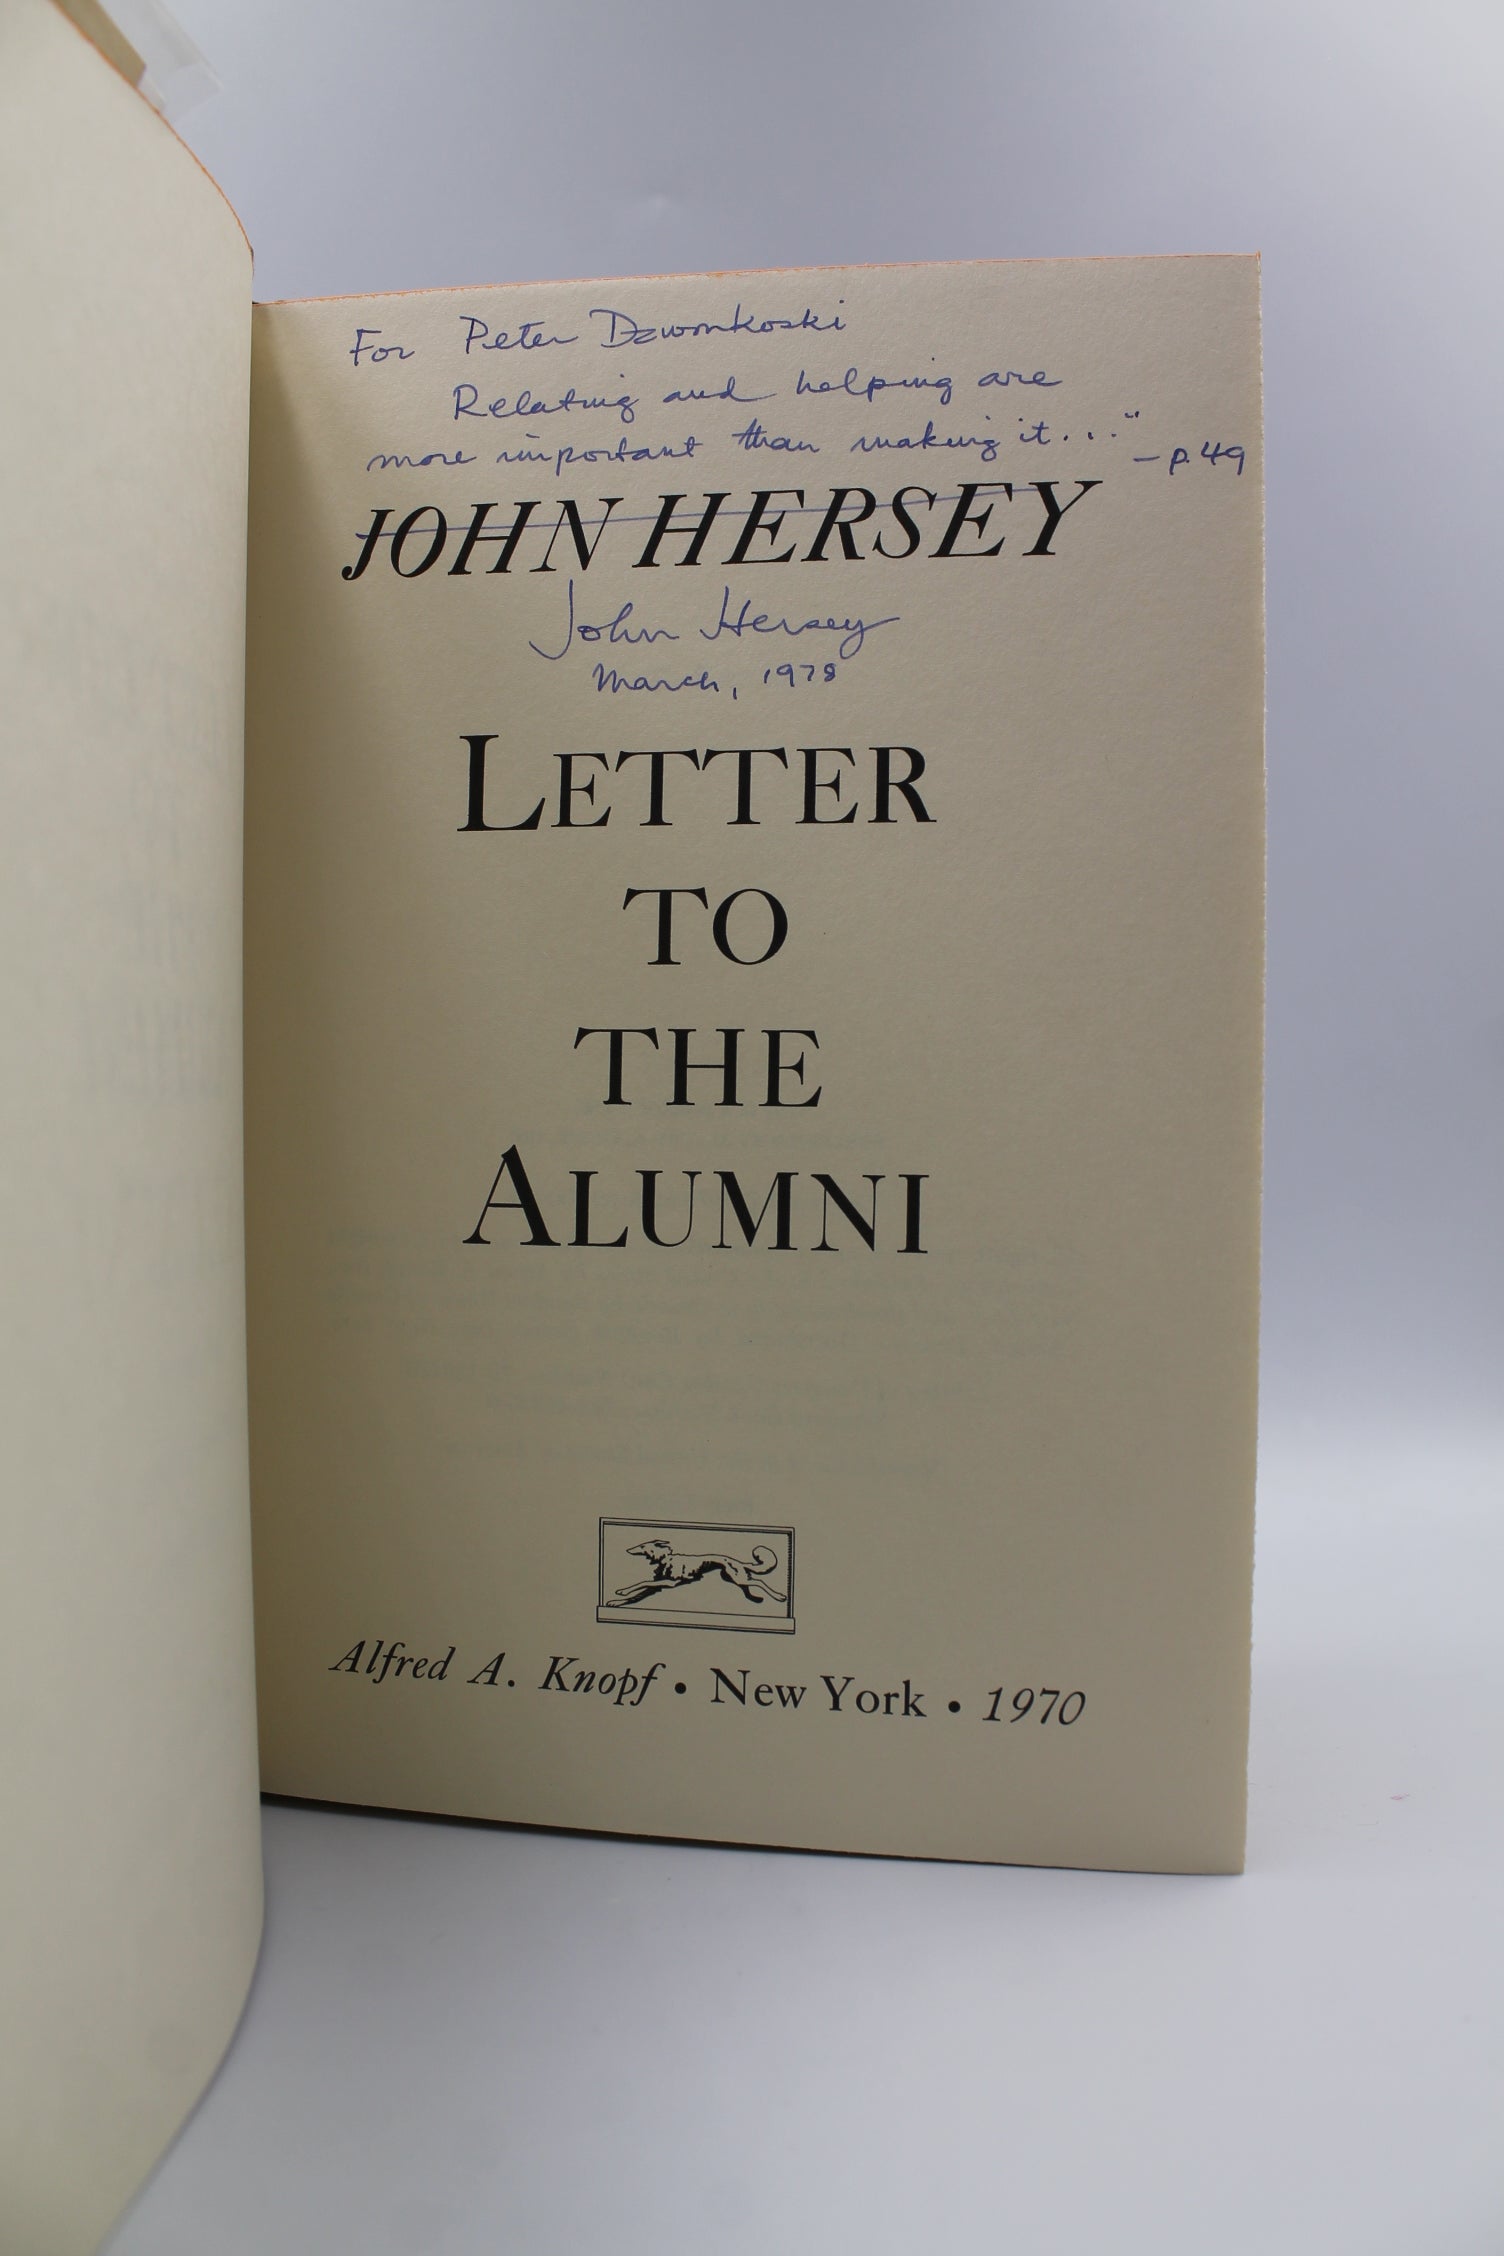 For Peter Dzwonkoski
Relating and helping are
more important than making it..."
– p. 49
JOHN HERSEY
John Hersey
March, 1978
LETTER
TO
THE
ALUMNI
Alfred A. Knopf • New York • 1970